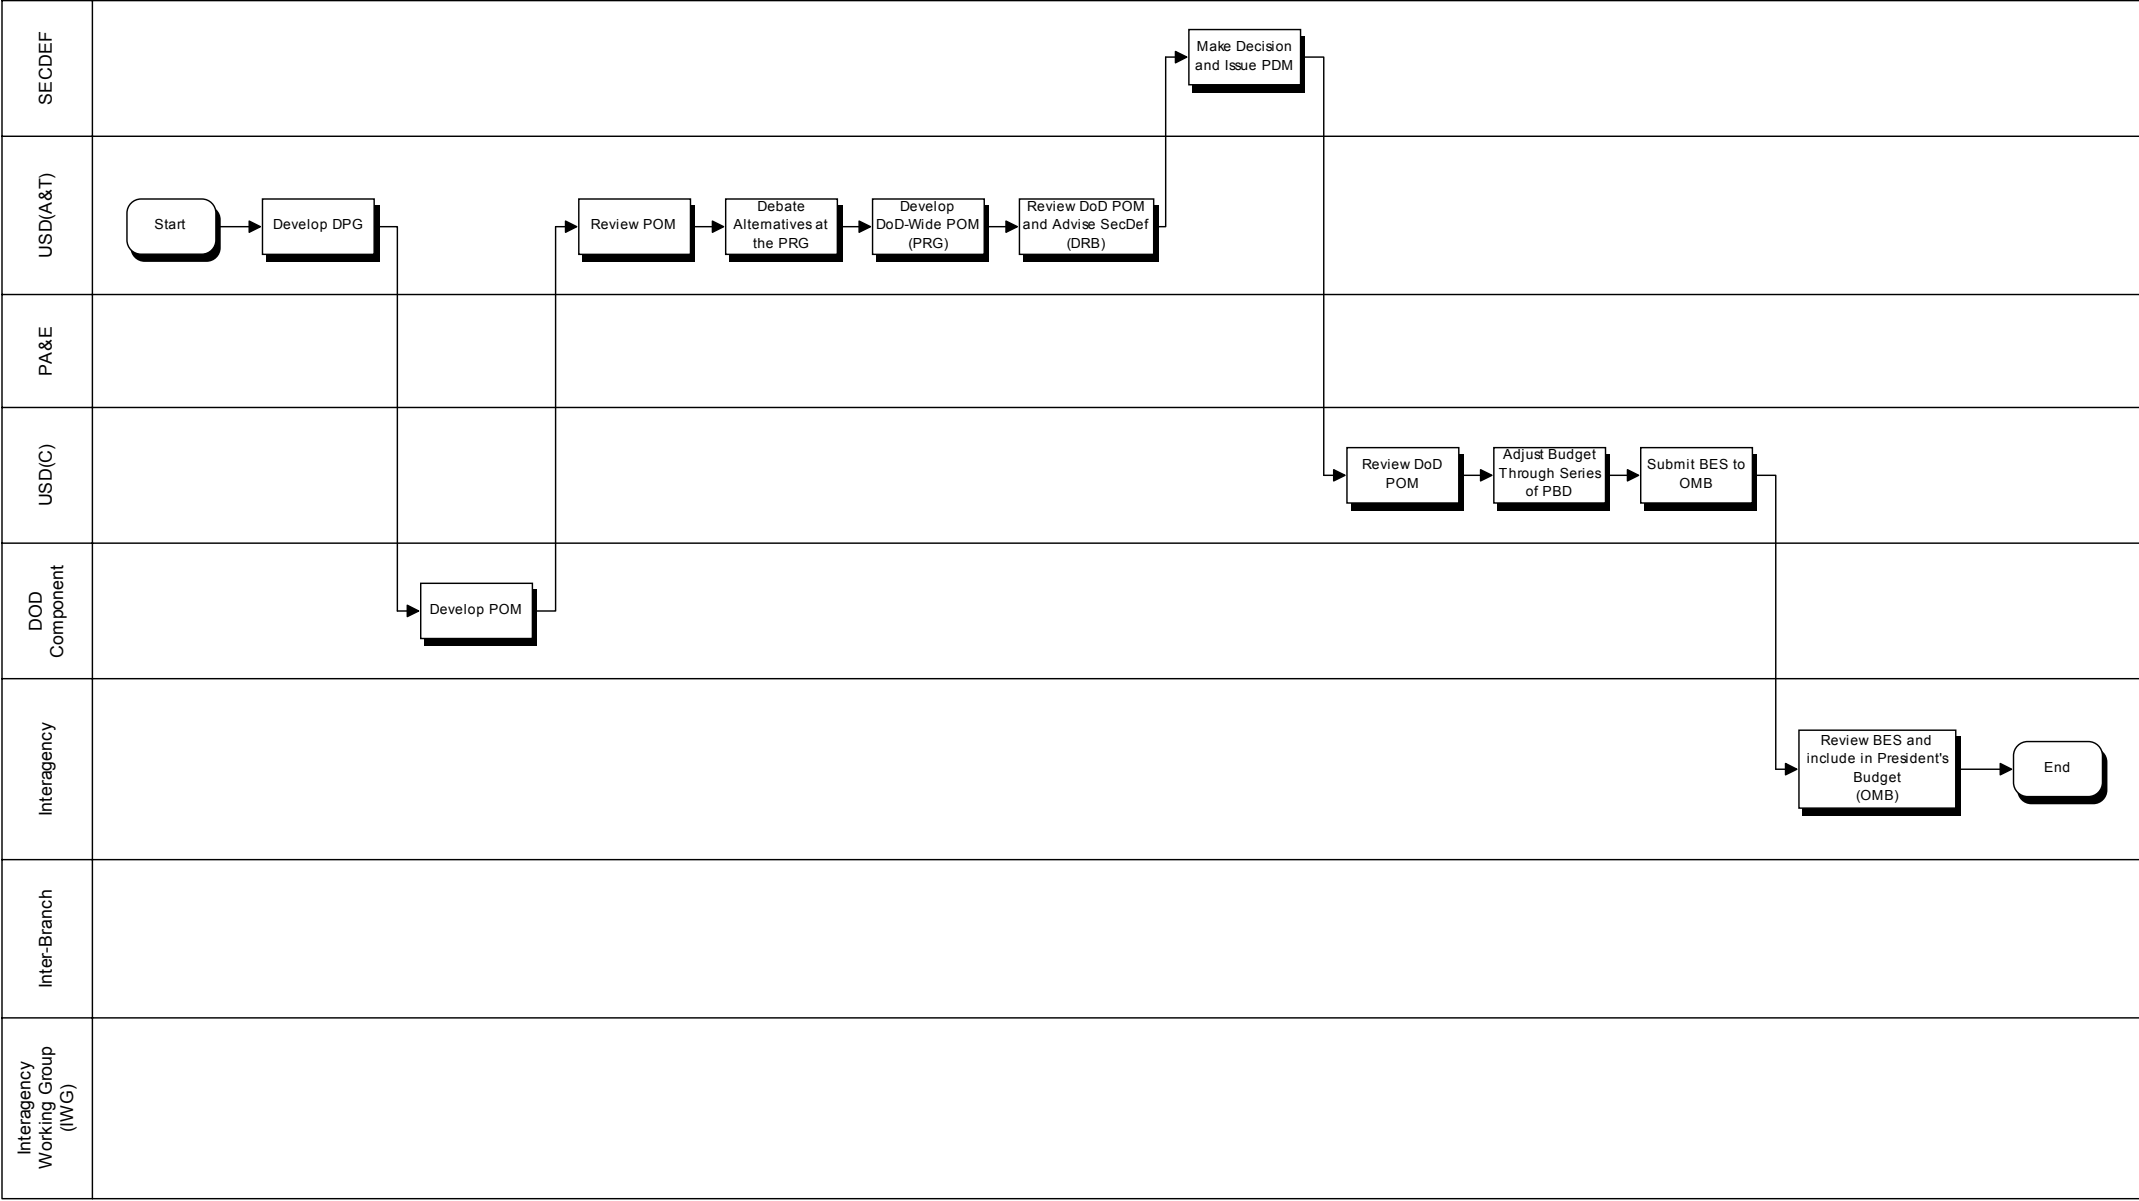 SECDEF
Make Decision
and Issue PDM
USD(A&T)
Start
Develop DPG
Review POM
Debate
Alternatives at
the PRG
Develop
DoD-Wide POM
(PRG)
Review DoD POM
and Advise SecDef
(DRB)
PA&E
USD(C)
Review DoD
POM
Adjust Budget
Through Series
of PBD
Submit BES to
OMB
DOD
Component
Develop POM
Interagency
Review BES and
include in President's
Budget
(OMB)
End
Inter-Branch
Interagency
Working Group
(IWG)